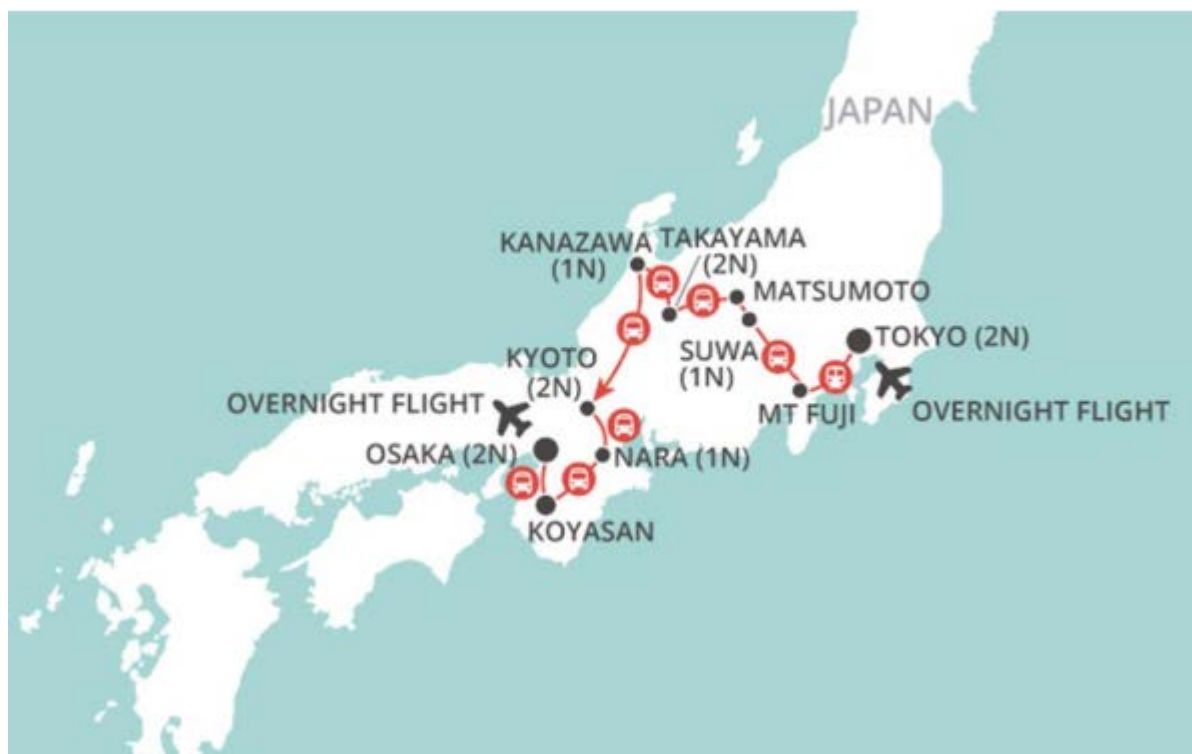 JAPAN
KANAZAWA
(1N)
TAKAYAMA
(2N)
MATSUMOTO
TOKYO (2N)
SUWA
(1N)
KYOTO
(2N)
MT FUJI
OVERNIGHT FLIGHT
OVERNIGHT FLIGHT
OSAKA (2N)
NARA (1N)
KOYASAN